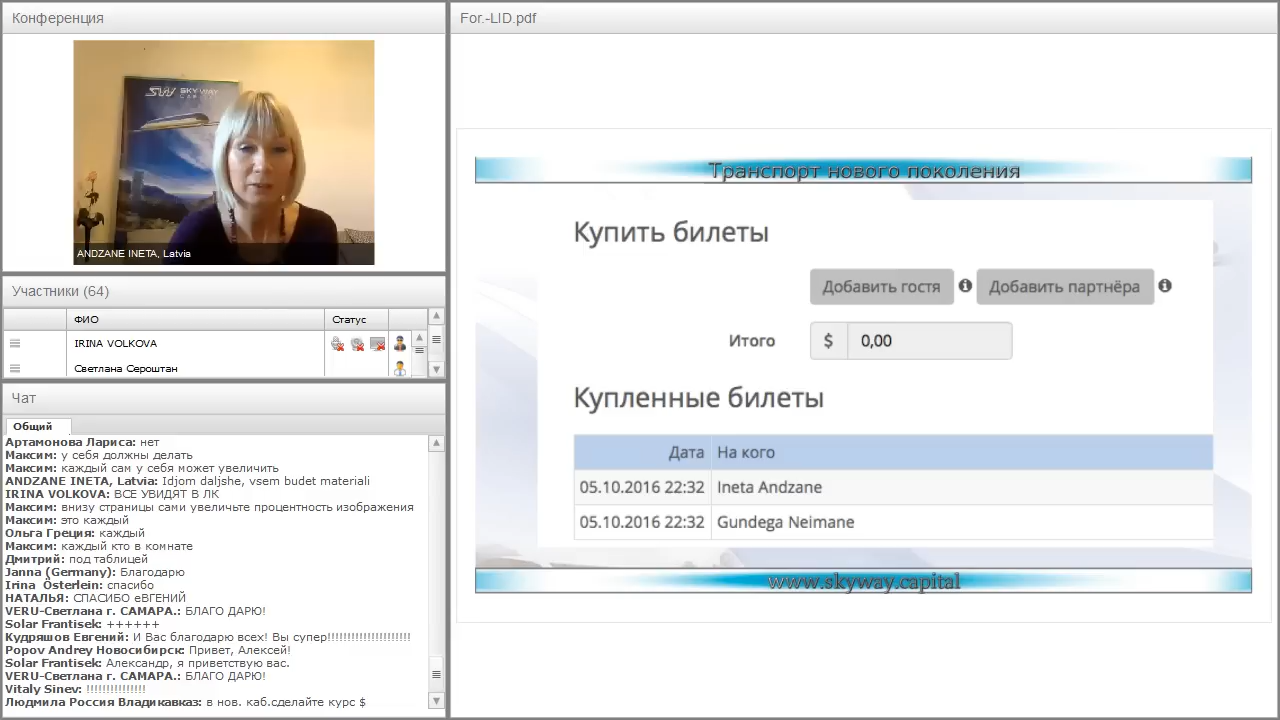 Конференция
SW SKY WAY
CAPITAL
ANDZANE INETA, Latvia
Участники (64)
ФИО
Статус
IRINA VOLKOVA
Светлана Сероштан
Чат
Общий
Артамонова Лариса: нет
Максим: у себя должны делать
Максим: каждый сам у себя может увеличить
ANDZANE INETA, Latvia: Idjom daljshe, vsem budet materiali
IRINA VOLKOVA: ВСЕ УВИДЯТ В ЛК
Максим: внизу страницы сами увеличьте процентность изображения
Максим: это каждый
Ольга Греция: каждый
Максим: каждый кто в комнате
Дмитрий: под таблицей
Janna (Germany): Благодарю
Irina Österlein: спасибо
НАТАЛЬЯ: СПАСИБО еВГЕНИЙ
VERU-Светлана г. САМАРА.: БЛАГО ДАРЮ!
Solar Frantisek: ++++++
Кудряшов Евгений: И Вас благодарю всех! Вы супер!!!!!!!!!!!!!!!!!!!!!
Popov Andrey Новосибирск: Привет, Алексей!
Solar Frantisek: Александр, я приветствую вас.
VERU-Светлана г. САМАРА.: БЛАГО ДАРЮ!
Vitaly Sinev: !!!!!!!!!!!!!!!
Людмила Россия Владикавказ: в нов. каб.сделайте курс $
For.-LID.pdf
Транспорт нового поколения
Купить билеты
Добавить гостя
Добавить партнёра
Итого
$ 0,00
Купленные билеты
Дата На кого
05.10.2016 22:32 Ineta Andzane
05.10.2016 22:32 Gundega Neimane
www.skyway.capital